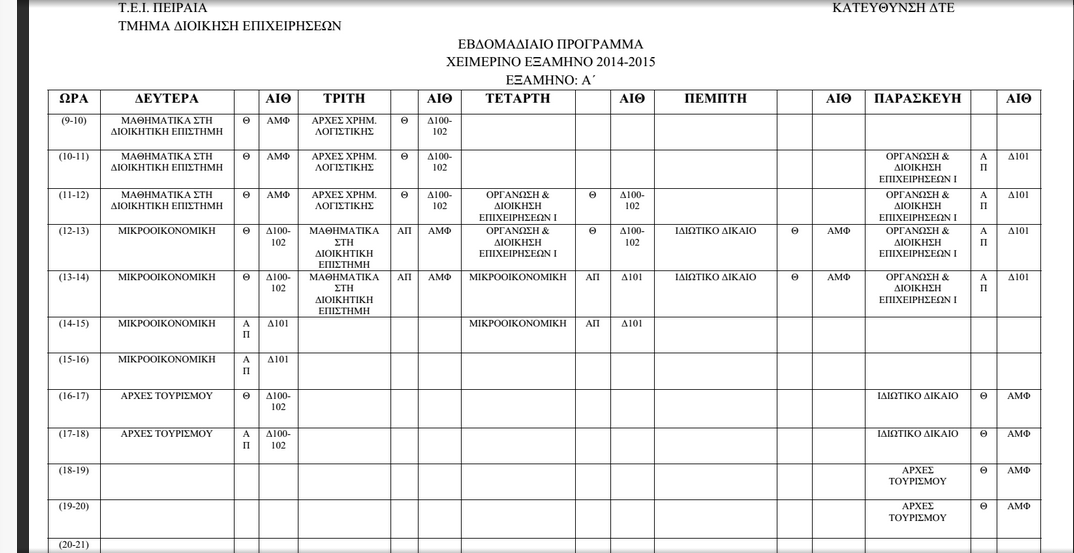 Τ.Ε.Ι. ΠΕΙΡΑΙΑ ΚΑΤΕΥΘΥΝΣΗ ΔΤΕ
ΤΜΗΜΑ ΔΙΟΙΚΗΣΗ ΕΠΙΧΕΙΡΗΣΕΩΝ
ΕΒΔΟΜΑΔΙΑΙΟ ΠΡΟΓΡΑΜΜΑ
ΧΕΙΜΕΡΙΝΟ ΕΞΑΜΗΝΟ 2014-2015
ΕΞΑΜΗΝΟ: Α΄
ΩΡΑ ΔΕΥΤΕΡΑ ΑΙΘ ΤΡΙΤΗ ΑΙΘ ΤΕΤΑΡΤΗ ΑΙΘ ΠΕΜΠΤΗ ΑΙΘ ΠΑΡΑΣΚΕΥΗ ΑΙΘ
(9-10) ΜΑΘΗΜΑΤΙΚΑ ΣΤΗ Θ ΑΜΦ ΑΡΧΕΣ ΧΡΗΜ. Θ Δ100-
ΔΙΟΙΚΗΤΙΚΗ ΕΠΙΣΤΗΜΗ ΛΟΓΙΣΤΙΚΗΣ 102
(10-11) ΜΑΘΗΜΑΤΙΚΑ ΣΤΗ Θ ΑΜΦ ΑΡΧΕΣ ΧΡΗΜ. Θ Δ100- ΟΡΓΑΝΩΣΗ & Α Δ101
ΔΙΟΙΚΗΤΙΚΗ ΕΠΙΣΤΗΜΗ ΛΟΓΙΣΤΙΚΗΣ 102 ΔΙΟΙΚΗΣΗ Π
ΕΠΙΧΕΙΡΗΣΕΩΝ Ι
(11-12) ΜΑΘΗΜΑΤΙΚΑ ΣΤΗ Θ ΑΜΦ ΑΡΧΕΣ ΧΡΗΜ. Θ Δ100- ΟΡΓΑΝΩΣΗ & Θ Δ100- ΟΡΓΑΝΩΣΗ & Α Δ101
ΔΙΟΙΚΗΤΙΚΗ ΕΠΙΣΤΗΜΗ ΛΟΓΙΣΤΙΚΗΣ 102 ΔΙΟΙΚΗΣΗ 102 ΔΙΟΙΚΗΣΗ Π
ΕΠΙΧΕΙΡΗΣΕΩΝ Ι ΕΠΙΧΕΙΡΗΣΕΩΝ Ι
(12-13) ΜΙΚΡΟΟΙΚΟΝΟΜΙΚΗ Θ Δ100- ΜΑΘΗΜΑΤΙΚΑ ΑΠ ΑΜΦ ΟΡΓΑΝΩΣΗ & Θ Δ100- ΙΔΙΩΤΙΚΟ ΔΙΚΑΙΟ Θ ΑΜΦ ΟΡΓΑΝΩΣΗ & Α Δ101
102 ΣΤΗ ΔΙΟΙΚΗΣΗ 102 ΔΙΟΙΚΗΣΗ Π
ΔΙΟΙΚΗΤΙΚΗ ΕΠΙΧΕΙΡΗΣΕΩΝ Ι ΕΠΙΧΕΙΡΗΣΕΩΝ Ι
ΕΠΙΣΤΗΜΗ
(13-14) ΜΙΚΡΟΟΙΚΟΝΟΜΙΚΗ Θ Δ100- ΜΑΘΗΜΑΤΙΚΑ ΑΠ ΑΜΦ ΜΙΚΡΟΟΙΚΟΝΟΜΙΚΗ ΑΠ Δ101 ΙΔΙΩΤΙΚΟ ΔΙΚΑΙΟ Θ ΑΜΦ ΟΡΓΑΝΩΣΗ & Α Δ101
102 ΣΤΗ ΔΙΟΙΚΗΣΗ Π
ΔΙΟΙΚΗΤΙΚΗ ΕΠΙΧΕΙΡΗΣΕΩΝ Ι
ΕΠΙΣΤΗΜΗ
(14-15) ΜΙΚΡΟΟΙΚΟΝΟΜΙΚΗ Α Δ101 ΜΙΚΡΟΟΙΚΟΝΟΜΙΚΗ ΑΠ Δ101
Π
(15-16) ΜΙΚΡΟΟΙΚΟΝΟΜΙΚΗ Α Δ101
Π
(16-17) ΑΡΧΕΣ ΤΟΥΡΙΣΜΟΥ Θ Δ100- ΙΔΙΩΤΙΚΟ ΔΙΚΑΙΟ Θ ΑΜΦ
102
(17-18) ΑΡΧΕΣ ΤΟΥΡΙΣΜΟΥ Α Δ100- ΙΔΙΩΤΙΚΟ ΔΙΚΑΙΟ Θ ΑΜΦ
Π 102
(18-19) ΑΡΧΕΣ Θ ΑΜΦ
ΤΟΥΡΙΣΜΟΥ
(19-20) ΑΡΧΕΣ Θ ΑΜΦ
ΤΟΥΡΙΣΜΟΥ
(20-21)